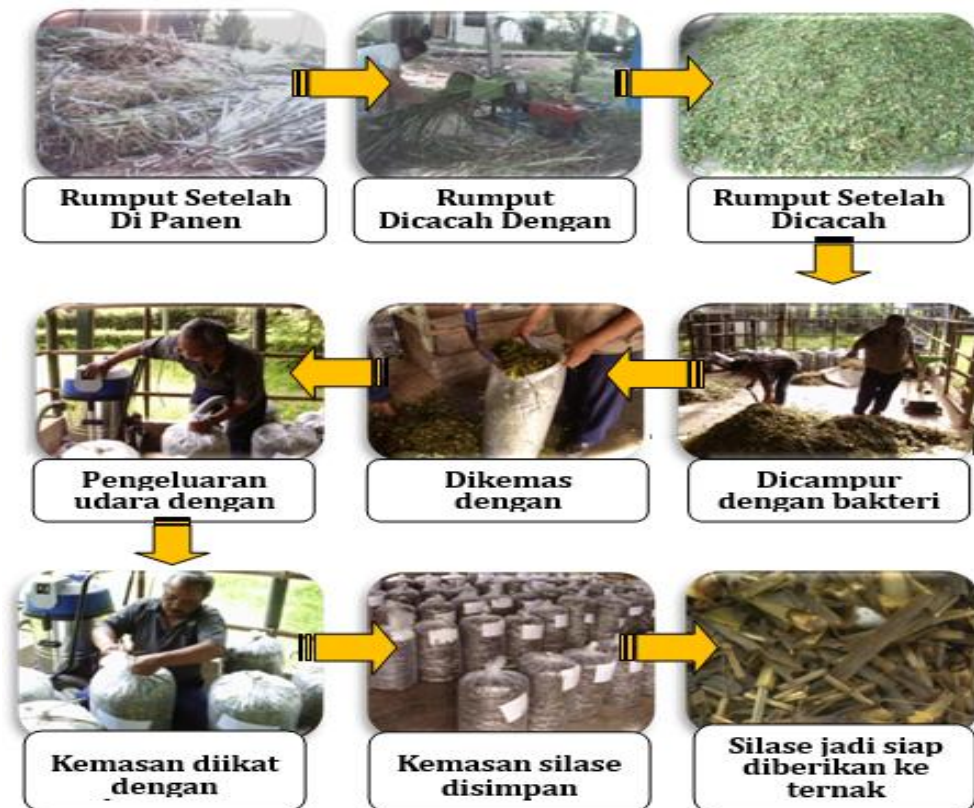 Rumput Setelah
Di Panen
Rumput
Dicacah Dengan
Rumput Setelah
Dicacah
Dicampur
dengan bakteri
Dikemas
dengan
Pengeluaran
udara dengan
Kemasan diikat
dengan
Kemasan silase
disimpan
Silase jadi siap
diberikan ke
ternak